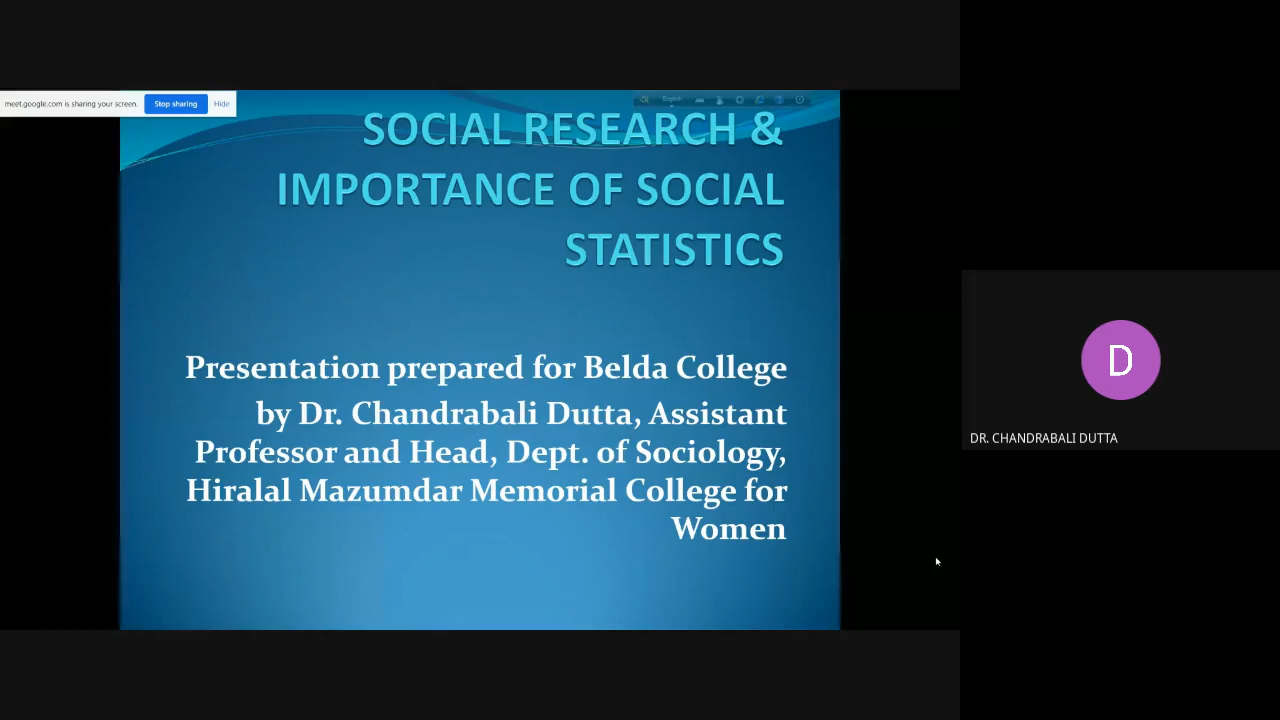 meet.google.com is sharing your screen.
Stop sharing
Hide
English
SOCIAL RESEARCH &
IMPORTANCE OF SOCIAL
STATISTICS
Presentation prepared for Belda College
by Dr. Chandrabali Dutta, Assistant
Professor and Head, Dept. of Sociology,
Hiralal Mazumdar Memorial College for
Women
D
DR. CHANDRABALI DUTTA